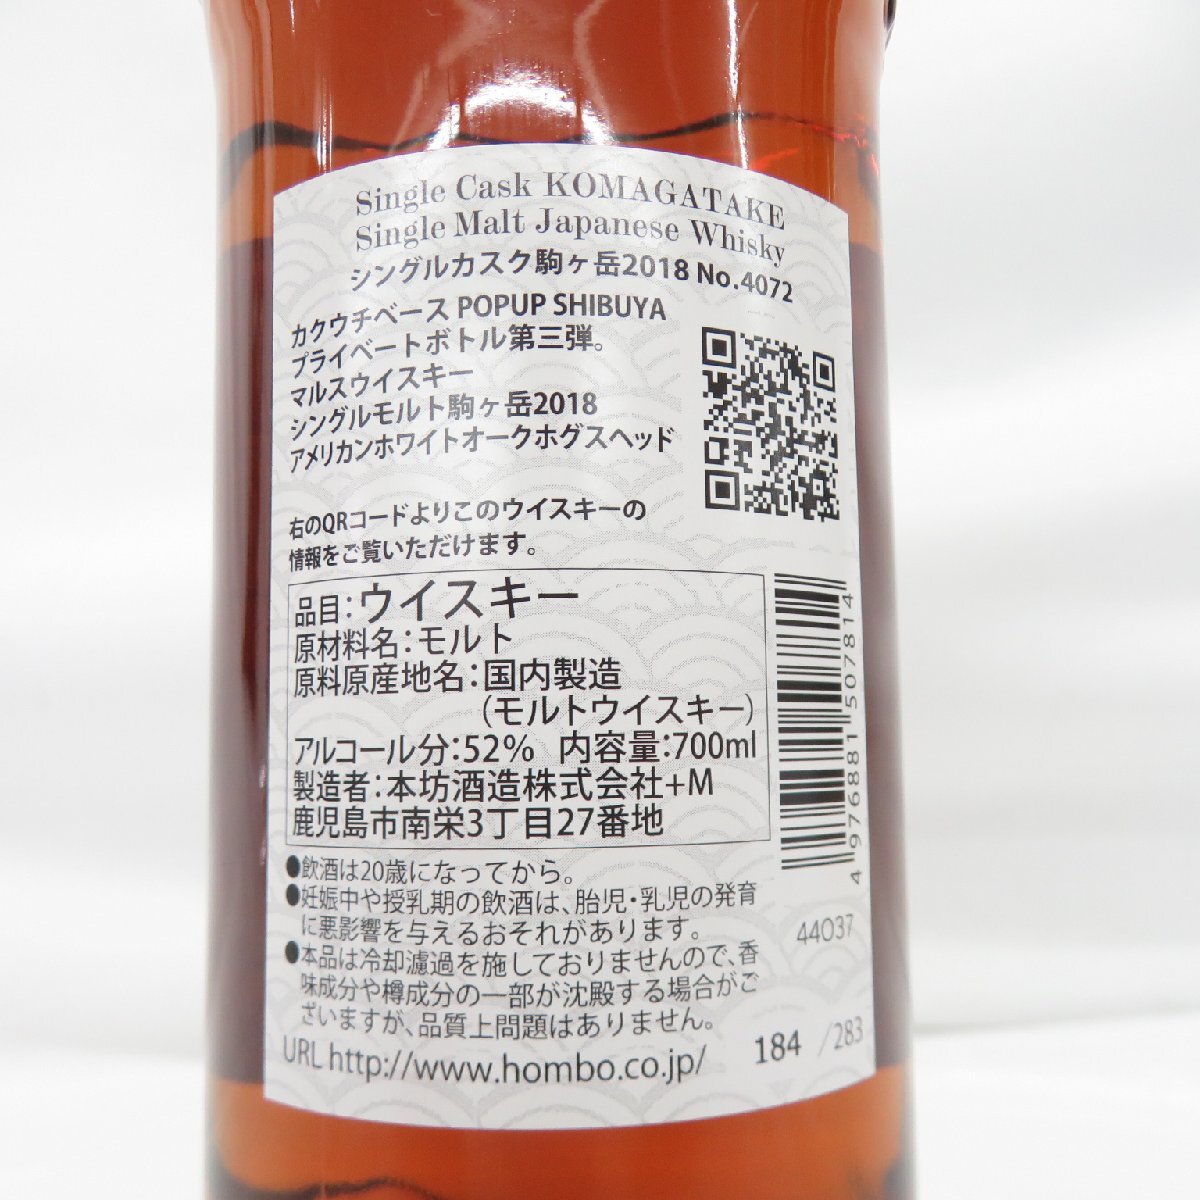 Single Cask KOMAGATAKE
Single Malt Japanese Whisky
シングルカスク駒ヶ岳2018 No.4072
カクウチベース POPUP SHIBUYA
プライベートボトル第三弾。
マルスウイスキー
シングルモルト駒ヶ岳2018
アメリカンホワイトオークホグスヘッド
右のQRコードよりこのウイスキーの
情報をご覧いただけます。
品目：ウイスキー
原材料名：モルト
原料原産地名：国内製造
（モルトウイスキー）
アルコール分：52% 内容量：700ml
製造者：本坊酒造株式会社+M
鹿児島市南栄3丁目27番地
4976881507814
●飲酒は20歳になってから。
●妊娠中や授乳期の飲酒は、胎児・乳児の発育
に悪影響を与えるおそれがあります。
44037
●本品は冷却濾過を施しておりませんので、香
味成分や樽成分の一部が沈殿する場合がご
ざいますが、品質上問題はありません。
URL http://www.hombo.co.jp/
184 /283